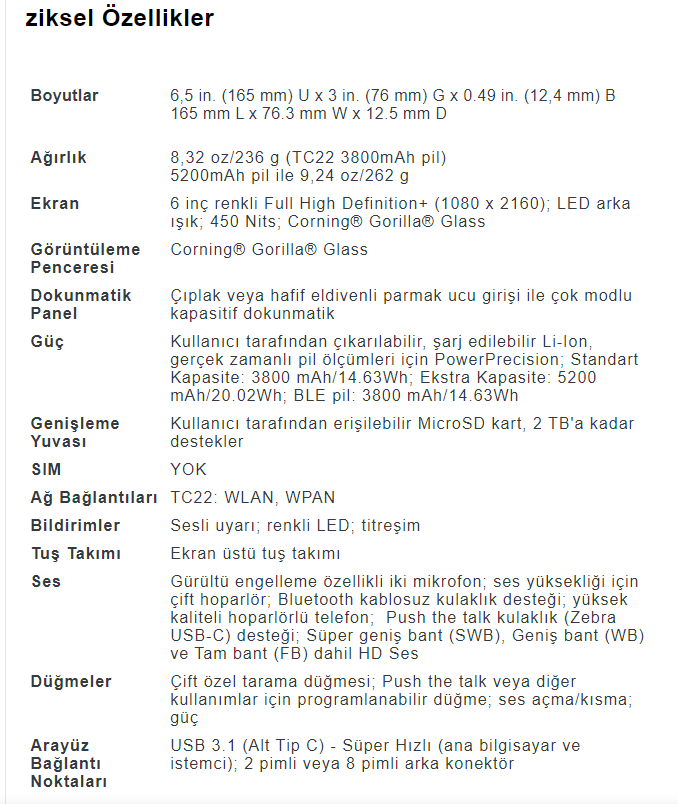 ziksel Özellikler
Boyutlar
6,5 in. (165 mm) U x 3 in. (76 mm) G x 0.49 in. (12,4 mm) B
165 mm L x 76.3 mm W x 12.5 mm D
Ağırlık
8,32 oz/236 g (TC22 3800mAh pil)
5200mAh pil ile 9,24 oz/262 g
Ekran
6 inç renkli Full High Definition+ (1080 x 2160); LED arka
ışık; 450 Nits; Corning® Gorilla® Glass
Görüntüleme
Penceresi
Corning® Gorilla® Glass
Dokunmatik
Panel
Çıplak veya hafif eldivenli parmak ucu girişi ile çok modlu
kapasitif dokunmatik
Güç
Kullanıcı tarafından çıkarılabilir, şarj edilebilir Li-Ion,
gerçek zamanlı pil ölçümleri için PowerPrecision; Standart
Kapasite: 3800 mAh/14.63Wh; Ekstra Kapasite: 5200
mAh/20.02Wh; BLE pil: 3800 mAh/14.63Wh
Genişleme
Yuvası
Kullanıcı tarafından erişilebilir MicroSD kart, 2 TB'a kadar
destekler
SIM
YOK
Ağ Bağlantıları
TC22: WLAN, WPAN
Bildirimler
Sesli uyarı; renkli LED; titreşim
Tuş Takımı
Ekran üstü tuş takımı
Ses
Gürültü engelleme özellikli iki mikrofon; ses yüksekliği için
çift hoparlör; Bluetooth kablosuz kulaklık desteği; yüksek
kaliteli hoparlörlü telefon;  Push the talk kulaklık (Zebra
USB-C) desteği; Süper geniş bant (SWB), Geniş bant (WB)
ve Tam bant (FB) dahil HD Ses
Düğmeler
Çift özel tarama düğmesi; Push the talk veya diğer
kullanımlar için programlanabilir düğme; ses açma/kısma;
güç
Arayüz
Bağlantı
Noktaları
USB 3.1 (Alt Tip C) - Süper Hızlı (ana bilgisayar ve
istemci); 2 pimli veya 8 pimli arka konektör